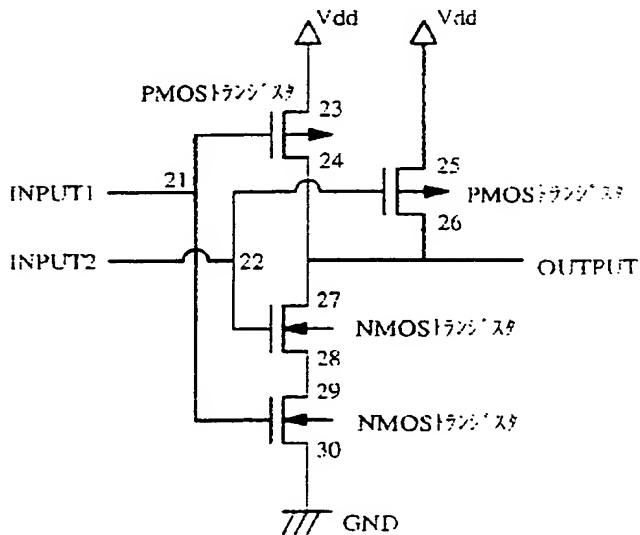 Vdd
Vdd
PMOSトランジスタ
23
24
INPUT1
21
25
26
PMOSトランジスタ
INPUT2
22
OUTPUT
27
28
NMOSトランジスタ
29
30
NMOSトランジスタ
GND